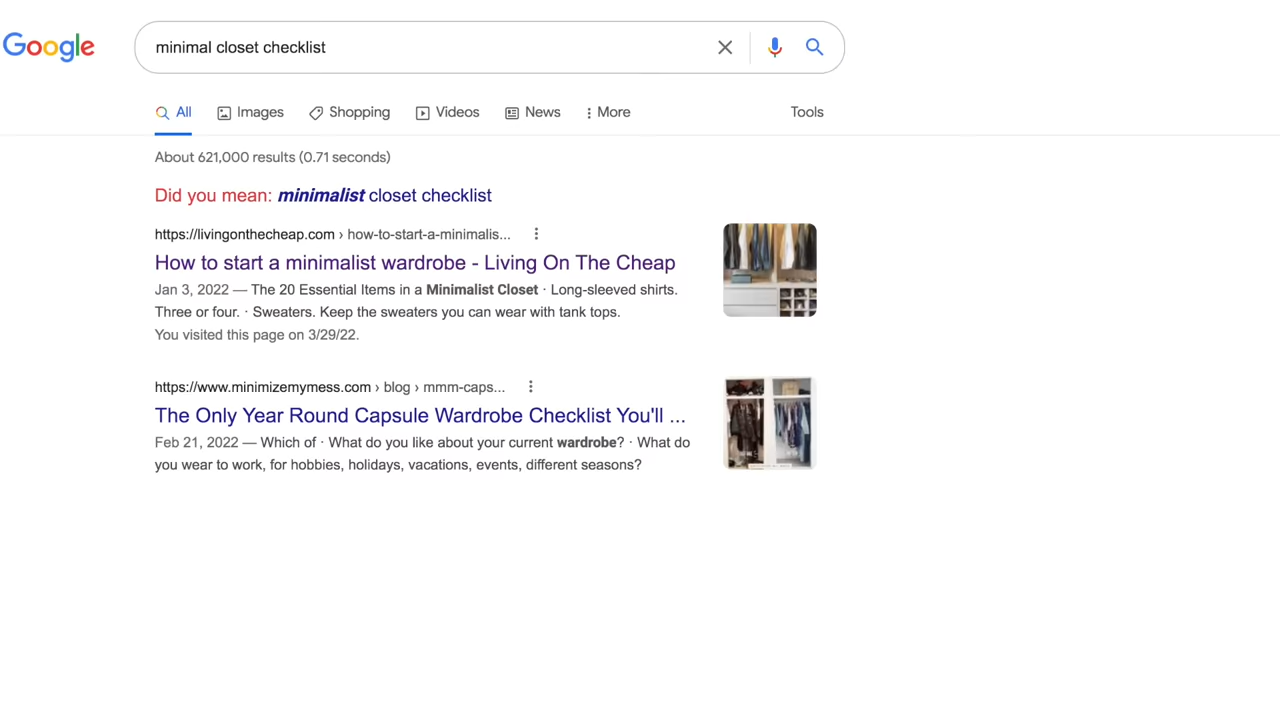 Google
minimal closet checklist
All Images Shopping Videos News More Tools
About 621,000 results (0.71 seconds)
Did you mean: minimalist closet checklist
https://livingonthecheap.com › how-to-start-a-minimalis...
How to start a minimalist wardrobe - Living On The Cheap
Jan 3, 2022 — The 20 Essential Items in a Minimalist Closet · Long-sleeved shirts.
Three or four. · Sweaters. Keep the sweaters you can wear with tank tops.
You visited this page on 3/29/22.
https://www.minimizemymess.com › blog › mmm-caps...
The Only Year Round Capsule Wardrobe Checklist You'll ...
Feb 21, 2022 — Which of · What do you like about your current wardrobe? · What do
you wear to work, for hobbies, holidays, vacations, events, different seasons?